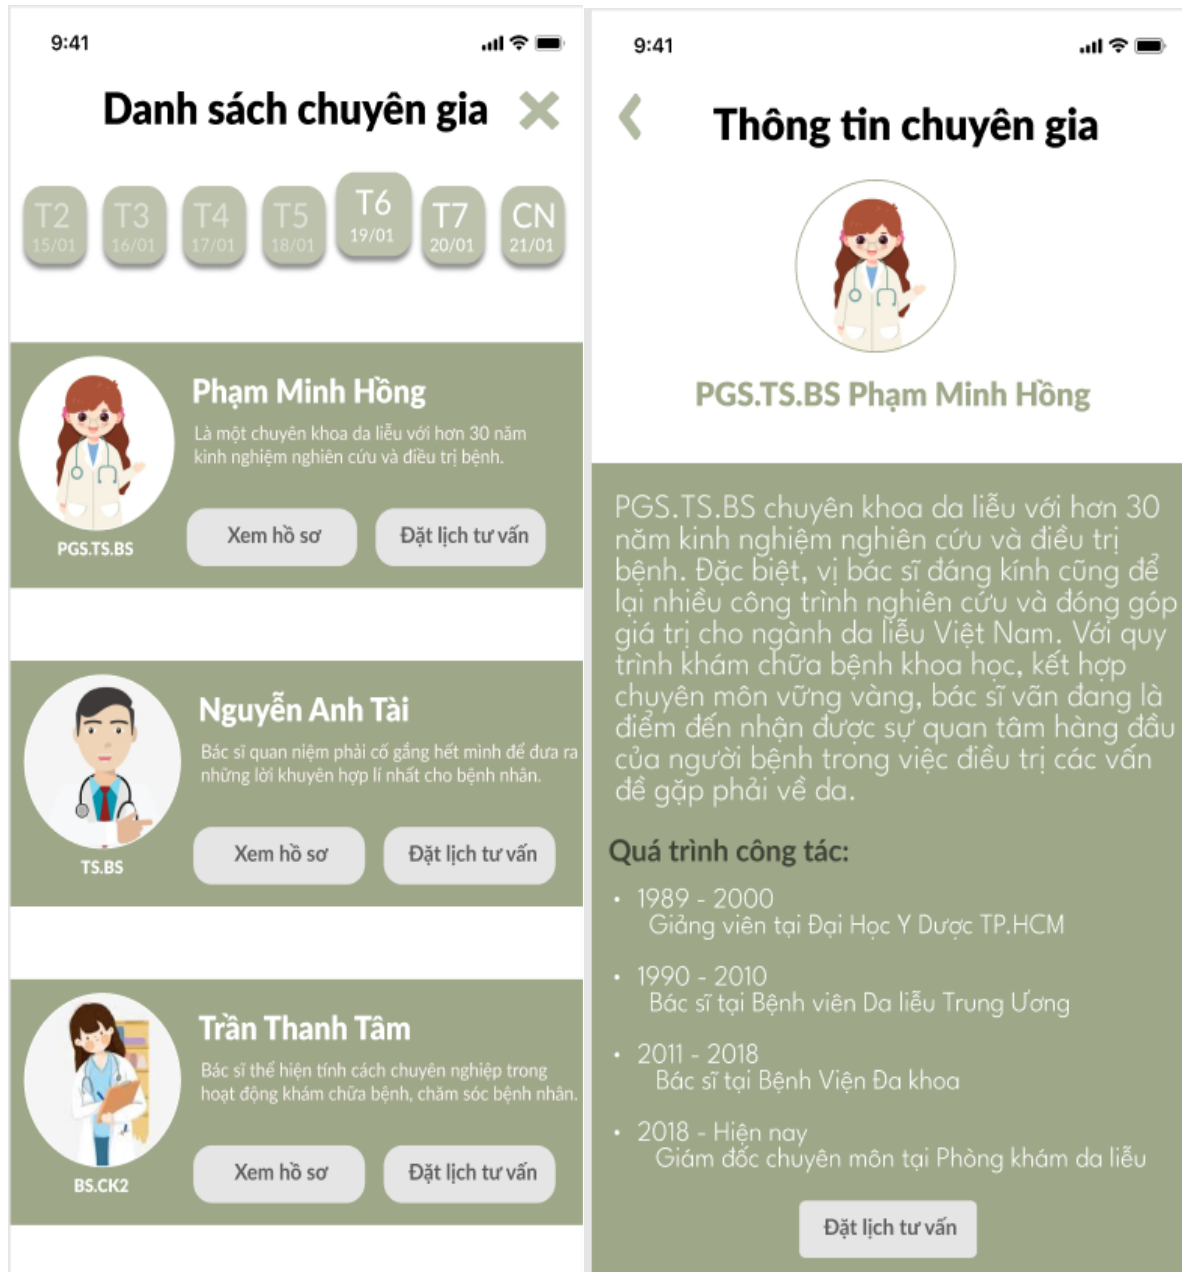 9:41
Danh sách chuyên gia
T2
15/01
T3
16/01
T4
17/01
T5
18/01
T6
19/01
T7
20/01
CN
21/01
Phạm Minh Hồng
Là một chuyên khoa da liễu với hơn 30 năm
kinh nghiệm nghiên cứu và điều trị bệnh.
PGS.TS.BS
Xem hồ sơ
Đặt lịch tư vấn
Nguyễn Anh Tài
Bác sĩ quan niệm phải cố gắng hết mình để đưa ra
những lời khuyên hợp lí nhất cho bệnh nhân.
TS.BS
Xem hồ sơ
Đặt lịch tư vấn
Trần Thanh Tâm
Bác sĩ thể hiện tính cách chuyên nghiệp trong
hoạt động khám chữa bệnh, chăm sóc bệnh nhân.
BS.CK2
Xem hồ sơ
Đặt lịch tư vấn
9:41
Thông tin chuyên gia
PGS.TS.BS Phạm Minh Hồng
PGS.TS.BS chuyên khoa da liễu với hơn 30
năm kinh nghiệm nghiên cứu và điều trị
bệnh. Đặc biệt, vị bác sĩ đáng kính cũng để
lại nhiều công trình nghiên cứu và đóng góp
giá trị cho ngành da liễu Việt Nam. Với quy
trình khám chữa bệnh khoa học, kết hợp
chuyên môn vững vàng, bác sĩ vẫn đang là
điểm đến nhận được sự quan tâm hàng đầu
của người bệnh trong việc điều trị các vấn
đề gặp phải về da.
Quá trình công tác:
• 1989 - 2000
Giảng viên tại Đại Học Y Dược TP.HCM
• 1990 - 2010
Bác sĩ tại Bệnh viên Da liễu Trung Ương
• 2011 - 2018
Bác sĩ tại Bệnh Viện Đa khoa
• 2018 - Hiện nay
Giám đốc chuyên môn tại Phòng khám da liễu
Đặt lịch tư vấn